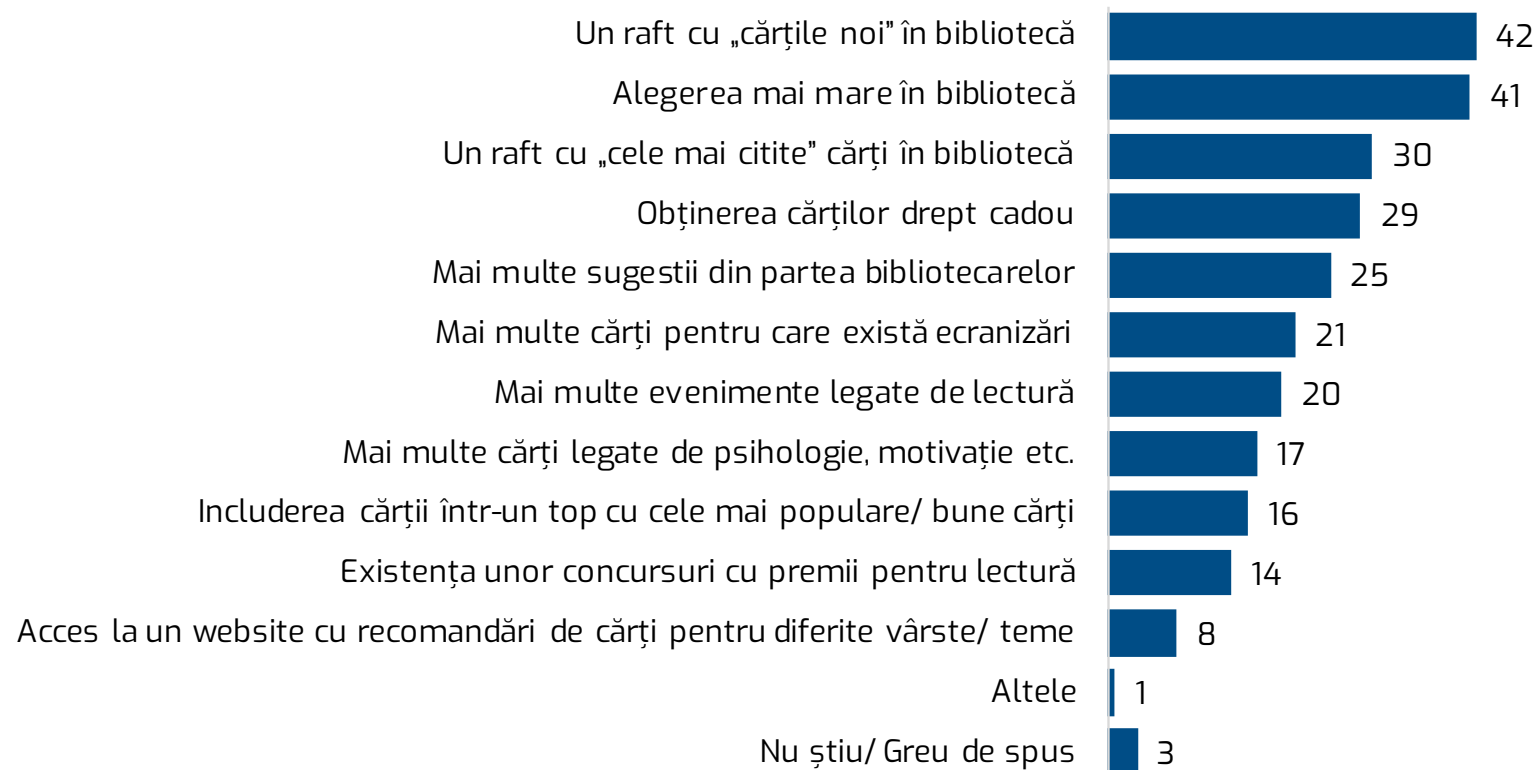 Un raft cu „cărțile noi” în bibliotecă 42
Alegerea mai mare în bibliotecă 41
Un raft cu „cele mai citite” cărți în bibliotecă 30
Obținerea cărților drept cadou 29
Mai multe sugestii din partea bibliotecarelor 25
Mai multe cărți pentru care există ecranizări 21
Mai multe evenimente legate de lectură 20
Mai multe cărți legate de psihologie, motivație etc. 17
Includerea cărții într-un top cu cele mai populare/ bune cărți 16
Existența unor concursuri cu premii pentru lectură 14
Acces la un website cu recomandări de cărți pentru diferite vârste/ teme 8
Altele 1
Nu știu/ Greu de spus 3